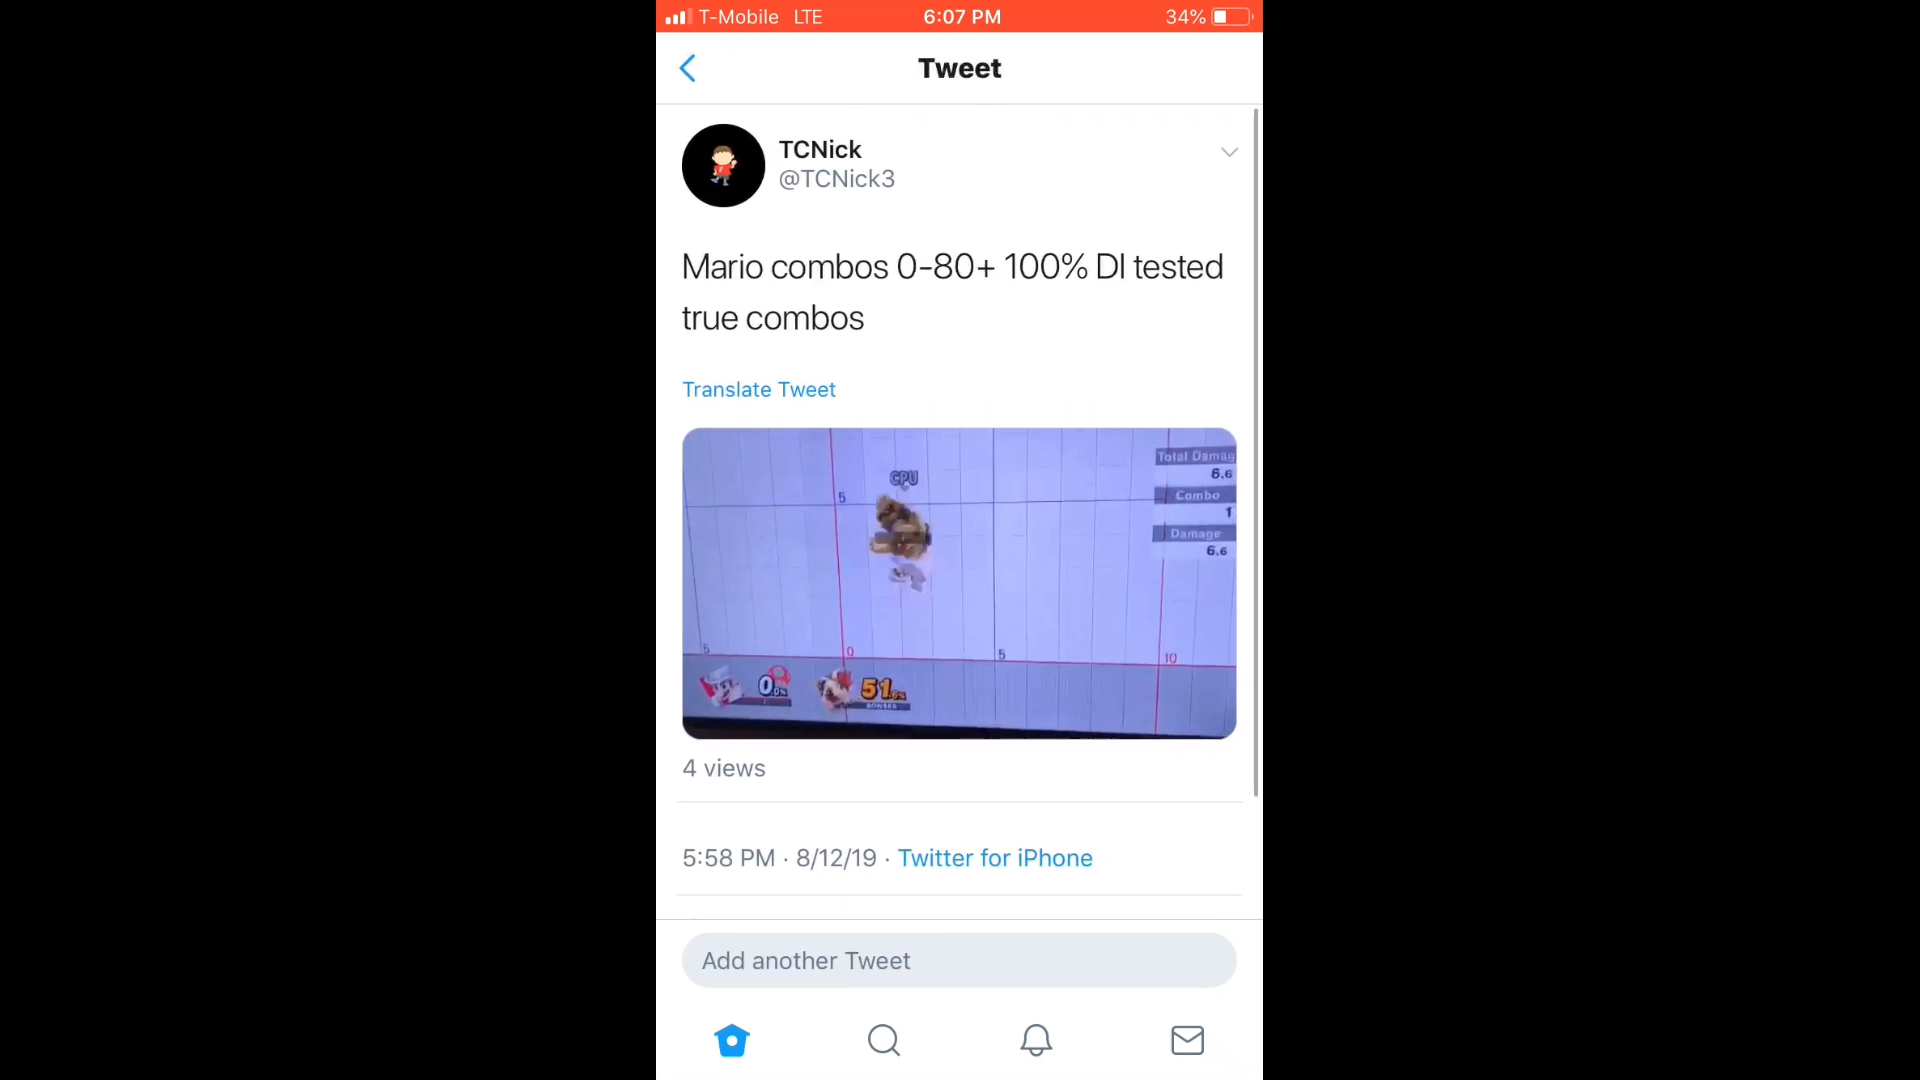 T-Mobile LTE 6:07 PM 34%
Tweet
TCNick
@TCNick3
Mario combos 0-80+ 100% DI tested
true combos
Translate Tweet
Total Damag
6.6
CPU
5
Combo
1
Damage
6.6
5 0 5 10
0.0%
51
BOWSER
4 views
5:58 PM · 8/12/19 · Twitter for iPhone
Add another Tweet